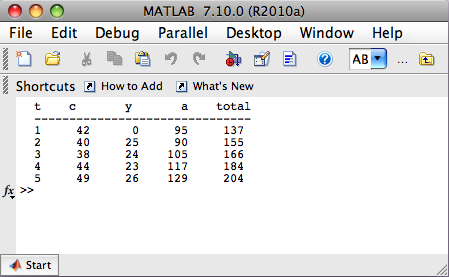 MATLAB 7.10.0 (R2010a)
File Edit Debug Parallel Desktop Window Help
AB ...
Shortcuts How to Add What's New
t c y a total
--------------------------------
1 42 0 95 137
2 40 25 90 155
3 38 24 105 166
4 44 23 117 184
5 49 26 129 204
fx >>
Start